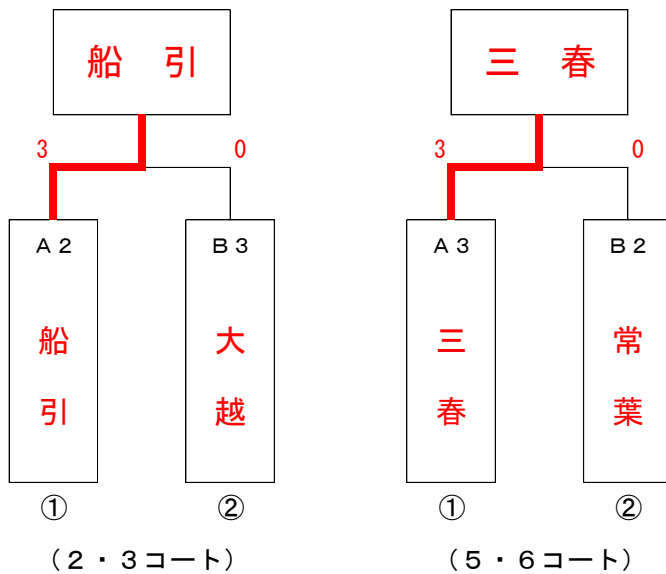 船　引
3
0
A2
B3
船引
大越
①
②
（2・3コート）
三　春
3
0
A3
B2
三春
常葉
①
②
（5・6コート）